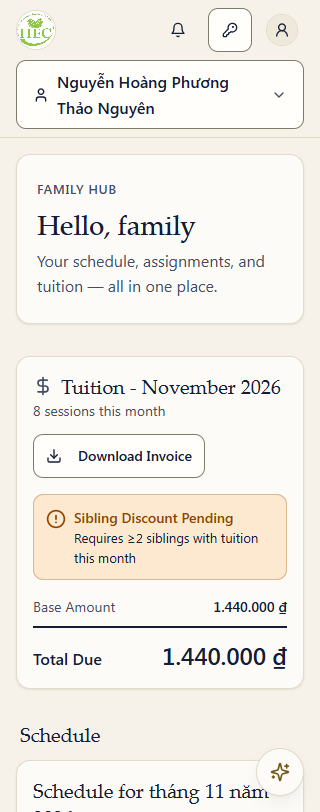 HEC
Nguyễn Hoàng Phương
Thảo Nguyên
FAMILY HUB
Hello, family
Your schedule, assignments, and
tuition — all in one place.
Tuition - November 2026
8 sessions this month
Download Invoice
Sibling Discount Pending
Requires ≥2 siblings with tuition
this month
Base Amount 1.440.000 ₫
Total Due 1.440.000 ₫
Schedule
Schedule for tháng 11 năm